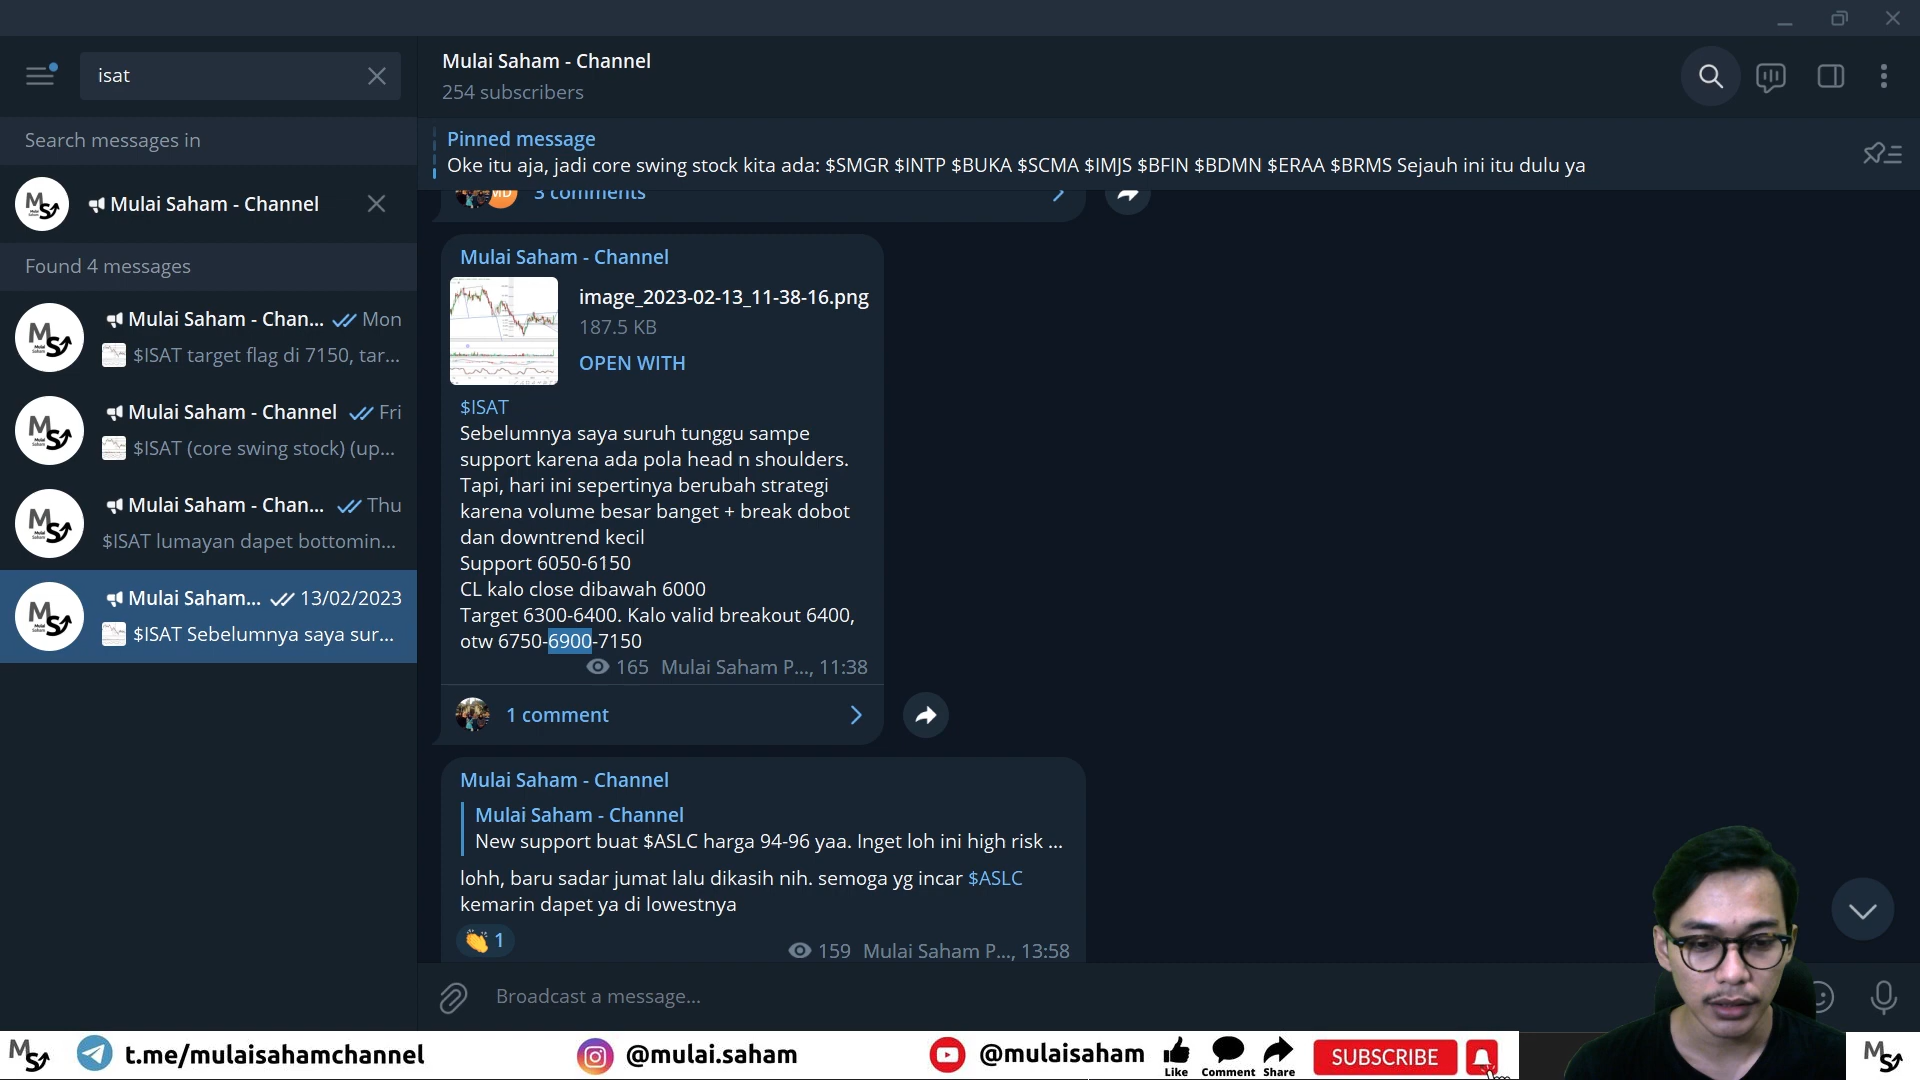 isat
Search messages in
Mulai Saham - Channel
Found 4 messages
Mulai Saham - Chan... Mon
$ISAT target flag di 7150, tar...
Mulai Saham - Channel Fri
$ISAT (core swing stock) (up...
Mulai Saham - Chan... Thu
$ISAT lumayan dapet bottomin...
Mulai Saham... 13/02/2023
$ISAT Sebelumnya saya sur...
Mulai Saham - Channel
254 subscribers
Pinned message
Oke itu aja, jadi core swing stock kita ada: $SMGR $INTP $BUKA $SCMA $IMJS $BFIN $BDMN $ERAA $BRMS Sejauh ini itu dulu ya
MD 3 comments
Mulai Saham - Channel
image_2023-02-13_11-38-16.png
187.5 KB
OPEN WITH
$ISAT
Sebelumnya saya suruh tunggu sampe
support karena ada pola head n shoulders.
Tapi, hari ini sepertinya berubah strategi
karena volume besar banget + break dobot
dan downtrend kecil
Support 6050-6150
CL kalo close dibawah 6000
Target 6300-6400. Kalo valid breakout 6400,
otw 6750-6900-7150
165 Mulai Saham P..., 11:38
1 comment
Mulai Saham - Channel
Mulai Saham - Channel
New support buat $ASLC harga 94-96 yaa. Inget loh ini high risk ...
lohh, baru sadar jumat lalu dikasih nih. semoga yg incar $ASLC
kemarin dapet ya di lowestnya
1
159 Mulai Saham P..., 13:58
Broadcast a message...
MS t.me/mulaisahamchannel @mulai.saham @mulaisaham Like Comment Share SUBSCRIBE MS